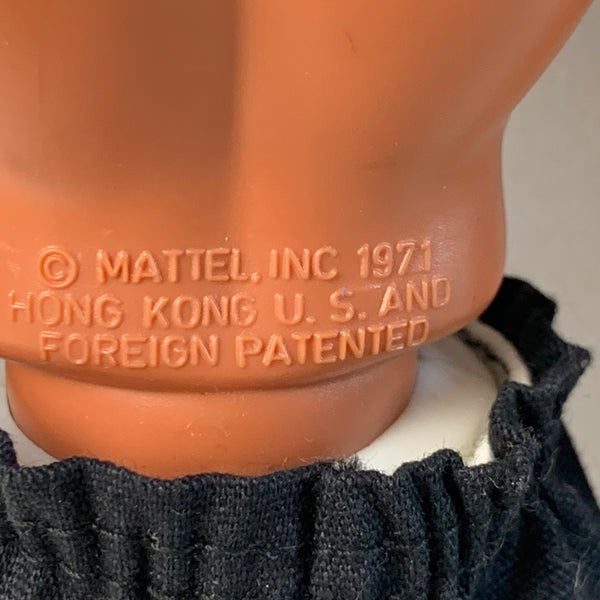 © MATTEL, INC 1971
HONG KONG U. S. AND
FOREIGN PATENTED